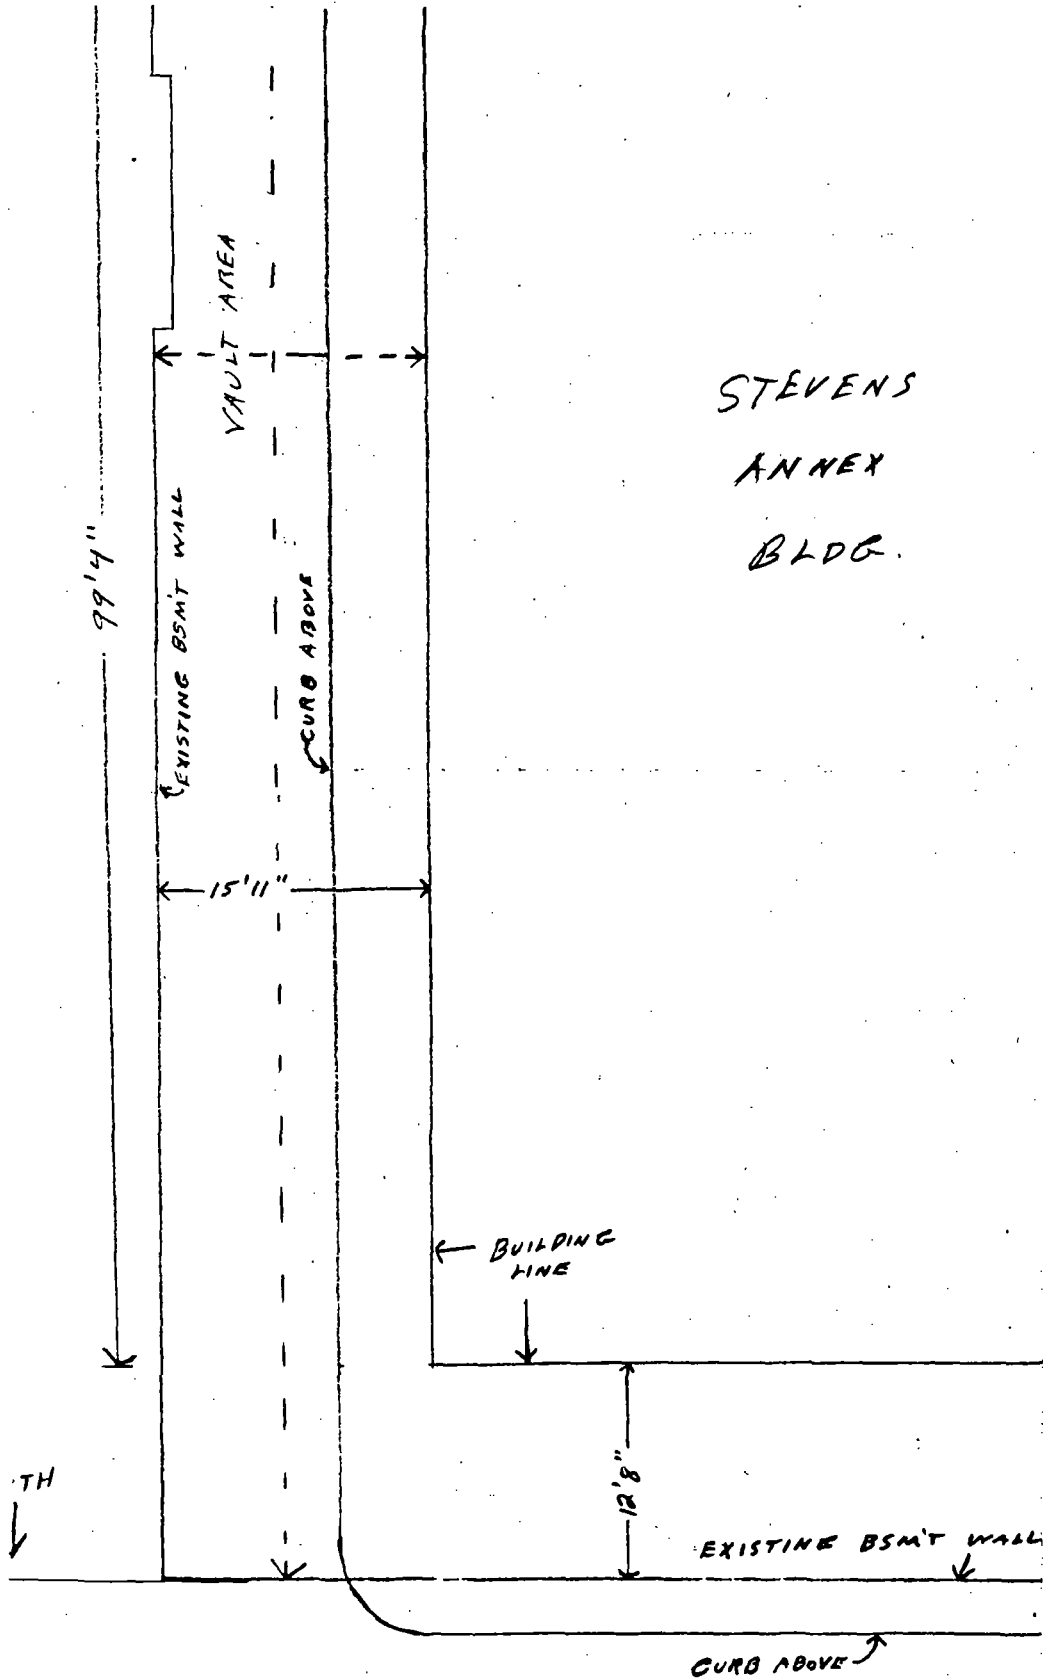 VAULT AREA
STEVENS
ANNEX
BLDG.
99'4"
EXISTING BSM'T WALL
CURB ABOVE
15'11"
BUILDING
LINE
12'8"
TH
EXISTING BSM'T WALL
CURB ABOVE